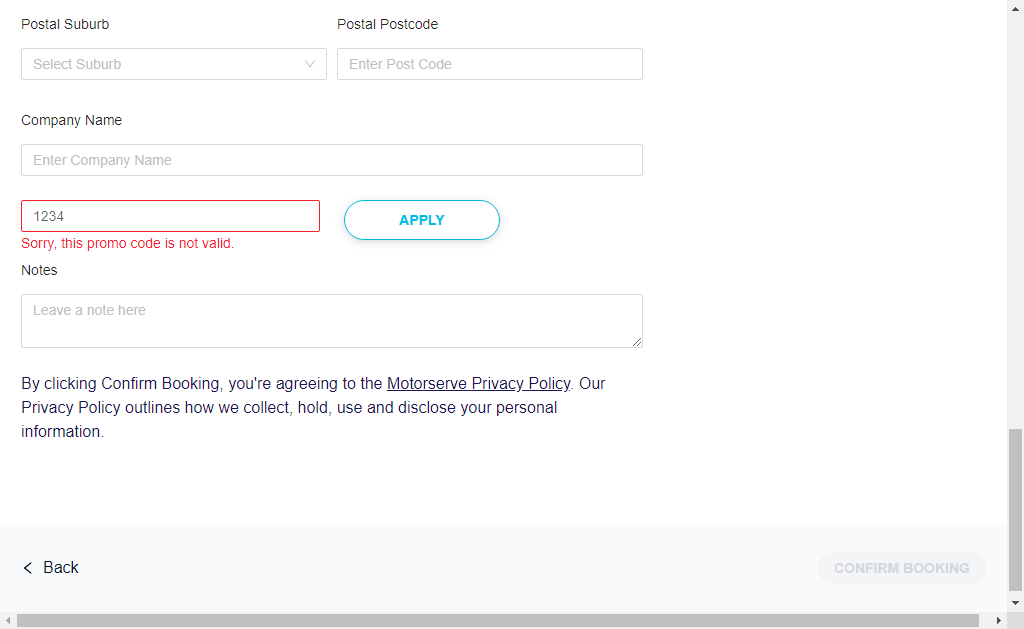 Postal Suburb
Postal Postcode
Select Suburb
Enter Post Code
Company Name
Enter Company Name
1234
APPLY
Sorry, this promo code is not valid.
Notes
Leave a note here
By clicking Confirm Booking, you're agreeing to the Motorserve Privacy Policy. Our
Privacy Policy outlines how we collect, hold, use and disclose your personal
information.
Back
CONFIRM BOOKING